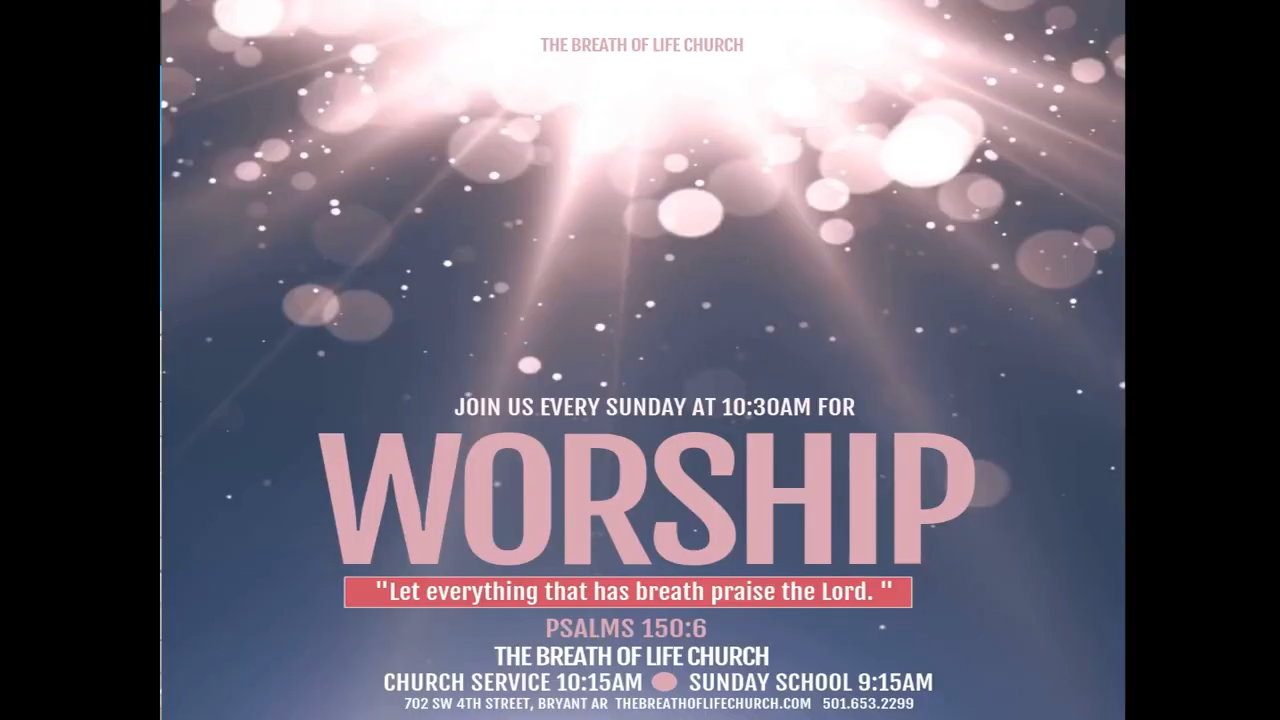 THE BREATH OF LIFE CHURCH
JOIN US EVERY SUNDAY AT 10:30AM FOR
WORSHIP
"Let everything that has breath praise the Lord. "
PSALMS 150:6
THE BREATH OF LIFE CHURCH
CHURCH SERVICE 10:15AM SUNDAY SCHOOL 9:15AM
702 SW 4TH STREET, BRYANT AR THEBREATHOFLIFECHURCH.COM 501.653.2299